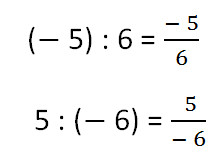 (− 5) : 6 = − 5/6
5 : (− 6) = 5/− 6